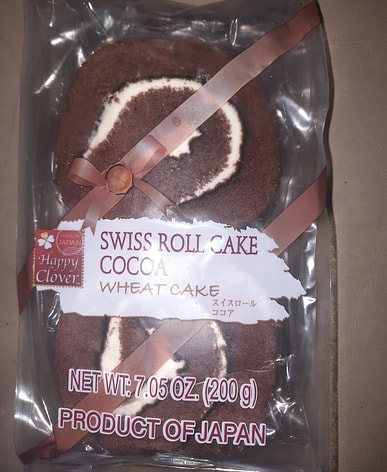 JAPAN
Happy
Clover
SWISS ROLL CAKE
COCOA
WHEAT CAKE
スイスロール
ココア
NET WT: 7.05 OZ. (200 g)
PRODUCT OF JAPAN